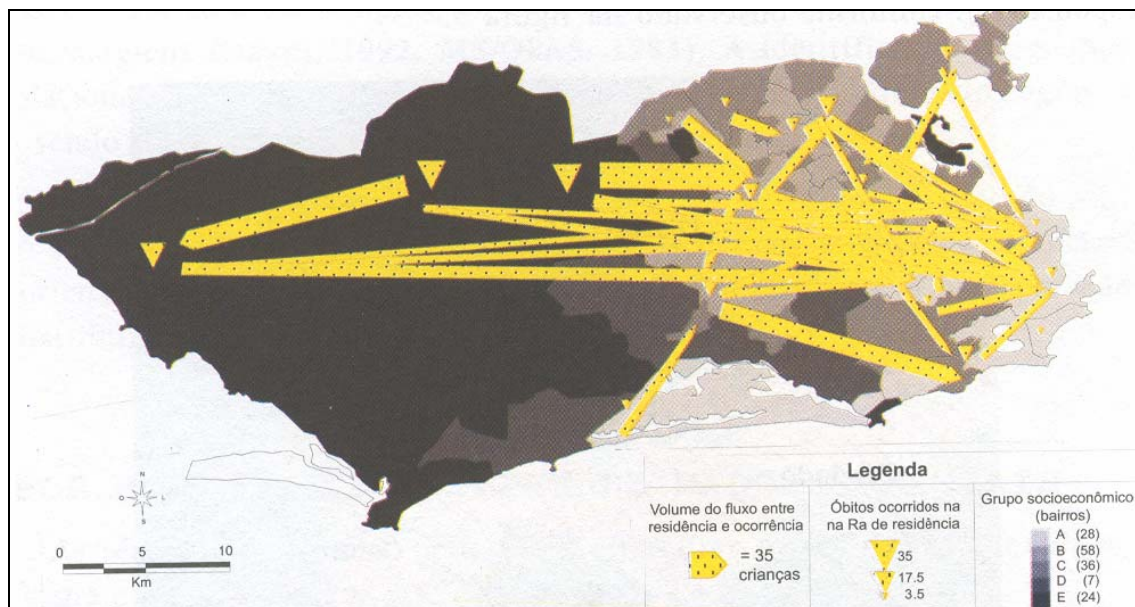 N
O
S
0 5 10
Km
Legenda
Volume do fluxo entre
residência e ocorrência
= 35
crianças
Óbitos ocorridos na
na Ra de residência
35
17.5
3.5
Grupo socioeconômico
(bairros)
A (28)
B (58)
C (36)
D (7)
E (24)